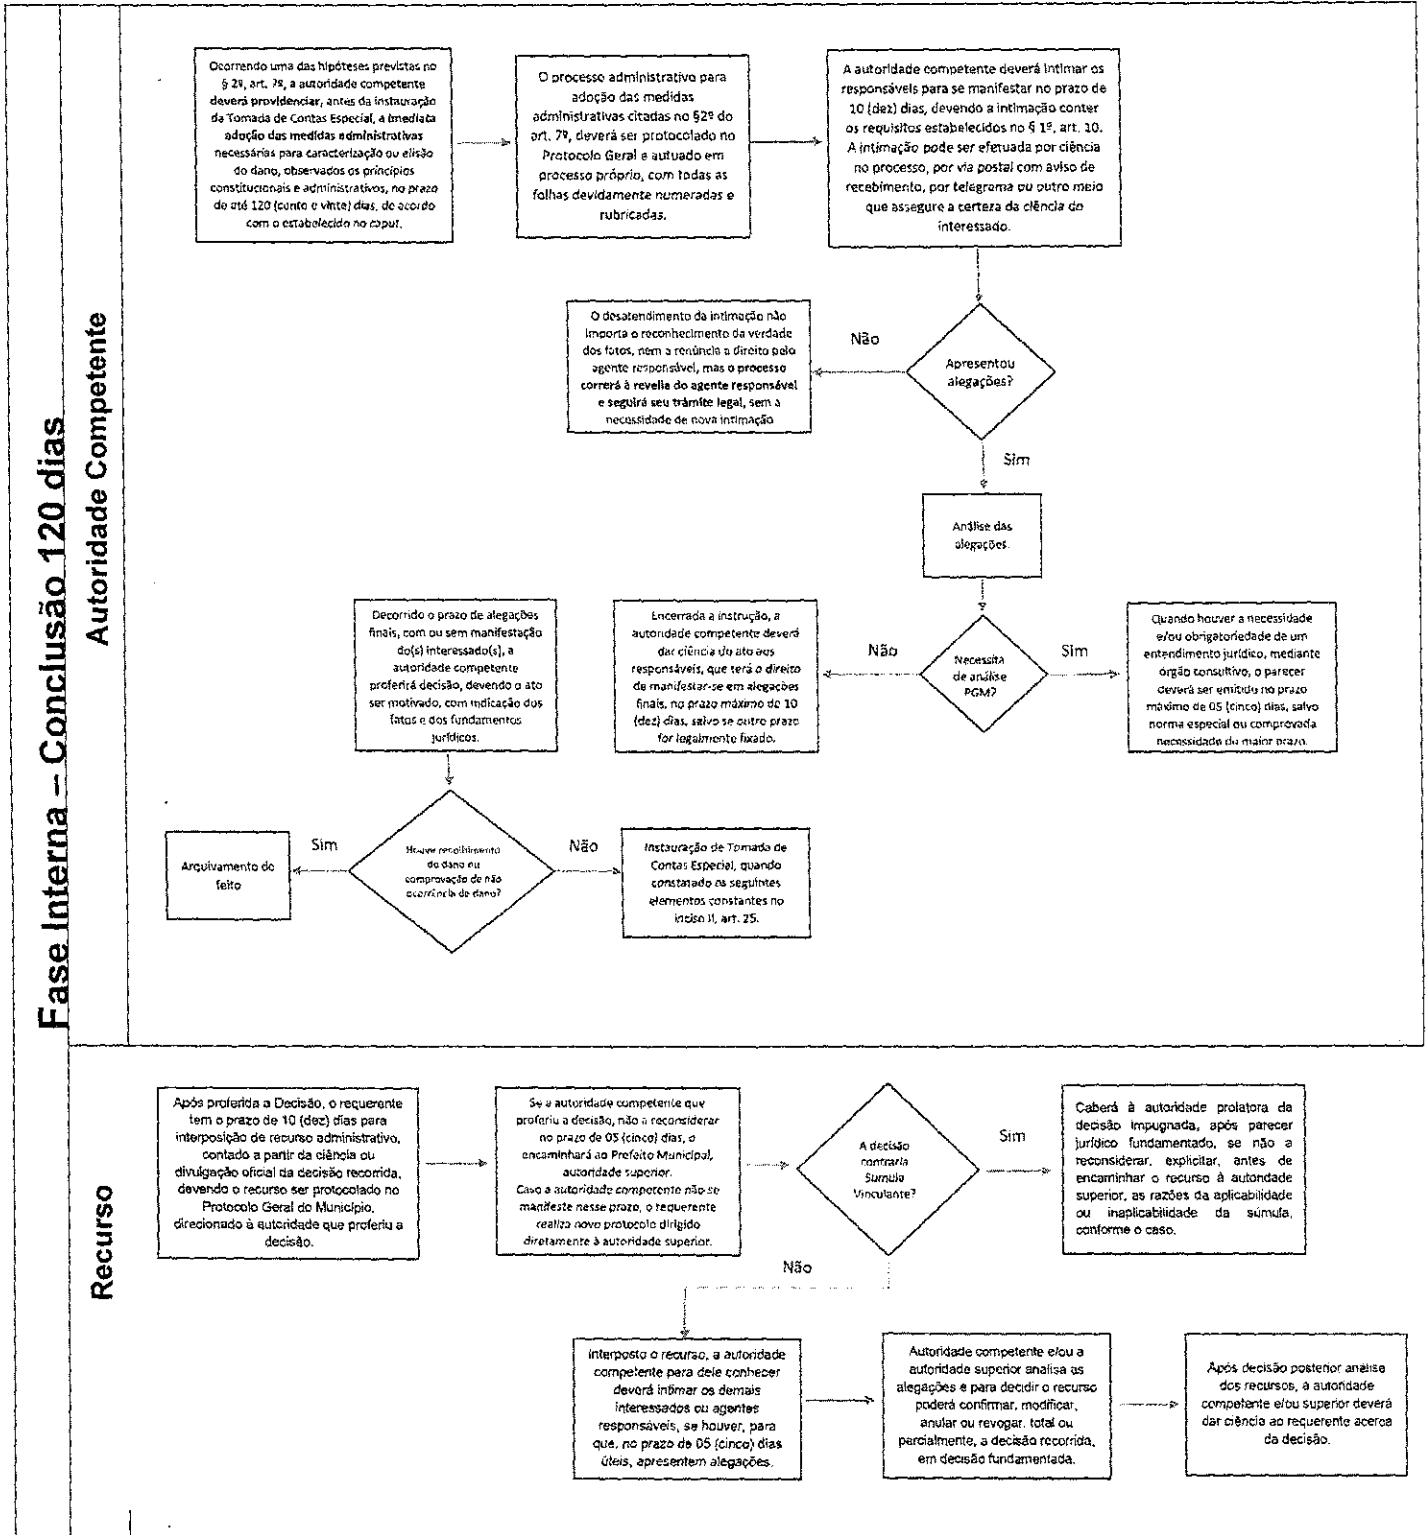 Fase Interna – Conclusão 120 dias
Autoridade Competente
Ocorrendo uma das hipóteses previstas no
§ 2º, art. 7º, a autoridade competente
deverá providenciar, antes da instauração
da Tomada de Contas Especial, a imediata
adoção das medidas administrativas
necessárias para caracterização ou elisão
do dano, observados os princípios
constitucionais e administrativos, no prazo
de até 120 (cento e vinte) dias, de acordo
com o estabelecido no caput.
O processo administrativo para
adoção das medidas
administrativas citadas no §2º do
art. 7º, deverá ser protocolado no
Protocolo Geral e autuado em
processo próprio, com todas as
folhas devidamente numeradas e
rubricadas.
A autoridade competente deverá intimar os
responsáveis para se manifestar no prazo de
10 (dez) dias, devendo a intimação conter
os requisitos estabelecidos no § 1º, art. 10.
A intimação pode ser efetuada por ciência
no processo, por via postal com aviso de
recebimento, por telegrama ou outro meio
que assegure a certeza da ciência do
interessado.
O desatendimento da intimação não
importa o reconhecimento da verdade
dos fatos, nem a renúncia a direito pelo
agente responsável, mas o processo
correrá à revelia do agente responsável
e seguirá seu trâmite legal, sem a
necessidade de nova intimação
Não
Apresentou
alegações?
Sim
Análise das
alegações.
Decorrido o prazo de alegações
finais, com ou sem manifestação
do(s) interessado(s), a
autoridade competente
proferirá decisão, devendo o ato
ser motivado, com indicação dos
fatos e dos fundamentos
jurídicos.
Encerrada a instrução, a
autoridade competente deverá
dar ciência do ato aos
responsáveis, que terá o direito
de manifestar-se em alegações
finais, no prazo máximo de 10
(dez) dias, salvo se outro prazo
for legalmente fixado.
Não
Necessita
de análise
PGM?
Sim
Quando houver a necessidade
e/ou obrigatoriedade de um
entendimento jurídico, mediante
órgão consultivo, o parecer
deverá ser emitido no prazo
máximo de 05 (cinco) dias, salvo
norma especial ou comprovada
necessidade de maior prazo.
Arquivamento do
feito
Sim
Houve recolhimento
do dano ou
comprovação de não
ocorrência de dano?
Não
Instauração de Tomada de
Contas Especial, quando
constatado os seguintes
elementos constantes no
inciso II, art. 25.
Recurso
Após proferida a Decisão, o requerente
tem o prazo de 10 (dez) dias para
interposição de recurso administrativo,
contado a partir da ciência ou
divulgação oficial da decisão recorrida,
devendo o recurso ser protocolado no
Protocolo Geral do Município,
direcionado à autoridade que proferiu a
decisão.
Se a autoridade competente que
proferiu a decisão, não a reconsiderar
no prazo de 05 (cinco) dias, o
encaminhará ao Prefeito Municipal,
autoridade superior.
Caso a autoridade competente não se
manifeste nesse prazo, o requerente
realiza novo protocolo dirigido
diretamente à autoridade superior.
A decisão
contraria
Sumula
Vinculante?
Sim
Caberá à autoridade prolatora da
decisão impugnada, após parecer
jurídico fundamentado, se não a
reconsiderar, explicitar, antes de
encaminhar o recurso à autoridade
superior, as razões da aplicabilidade
ou inaplicabilidade da súmula,
conforme o caso.
Não
Interposto o recurso, a autoridade
competente para dele conhecer
deverá intimar os demais
interessados ou agentes
responsáveis, se houver, para
que, no prazo de 05 (cinco) dias
úteis, apresentem alegações.
Autoridade competente e/ou a
autoridade superior analisa as
alegações e para decidir o recurso
poderá confirmar, modificar,
anular ou revogar, total ou
parcialmente, a decisão recorrida,
em decisão fundamentada.
Após decisão posterior análise
dos recursos, a autoridade
competente e/ou superior deverá
dar ciência ao requerente acerca
da decisão.